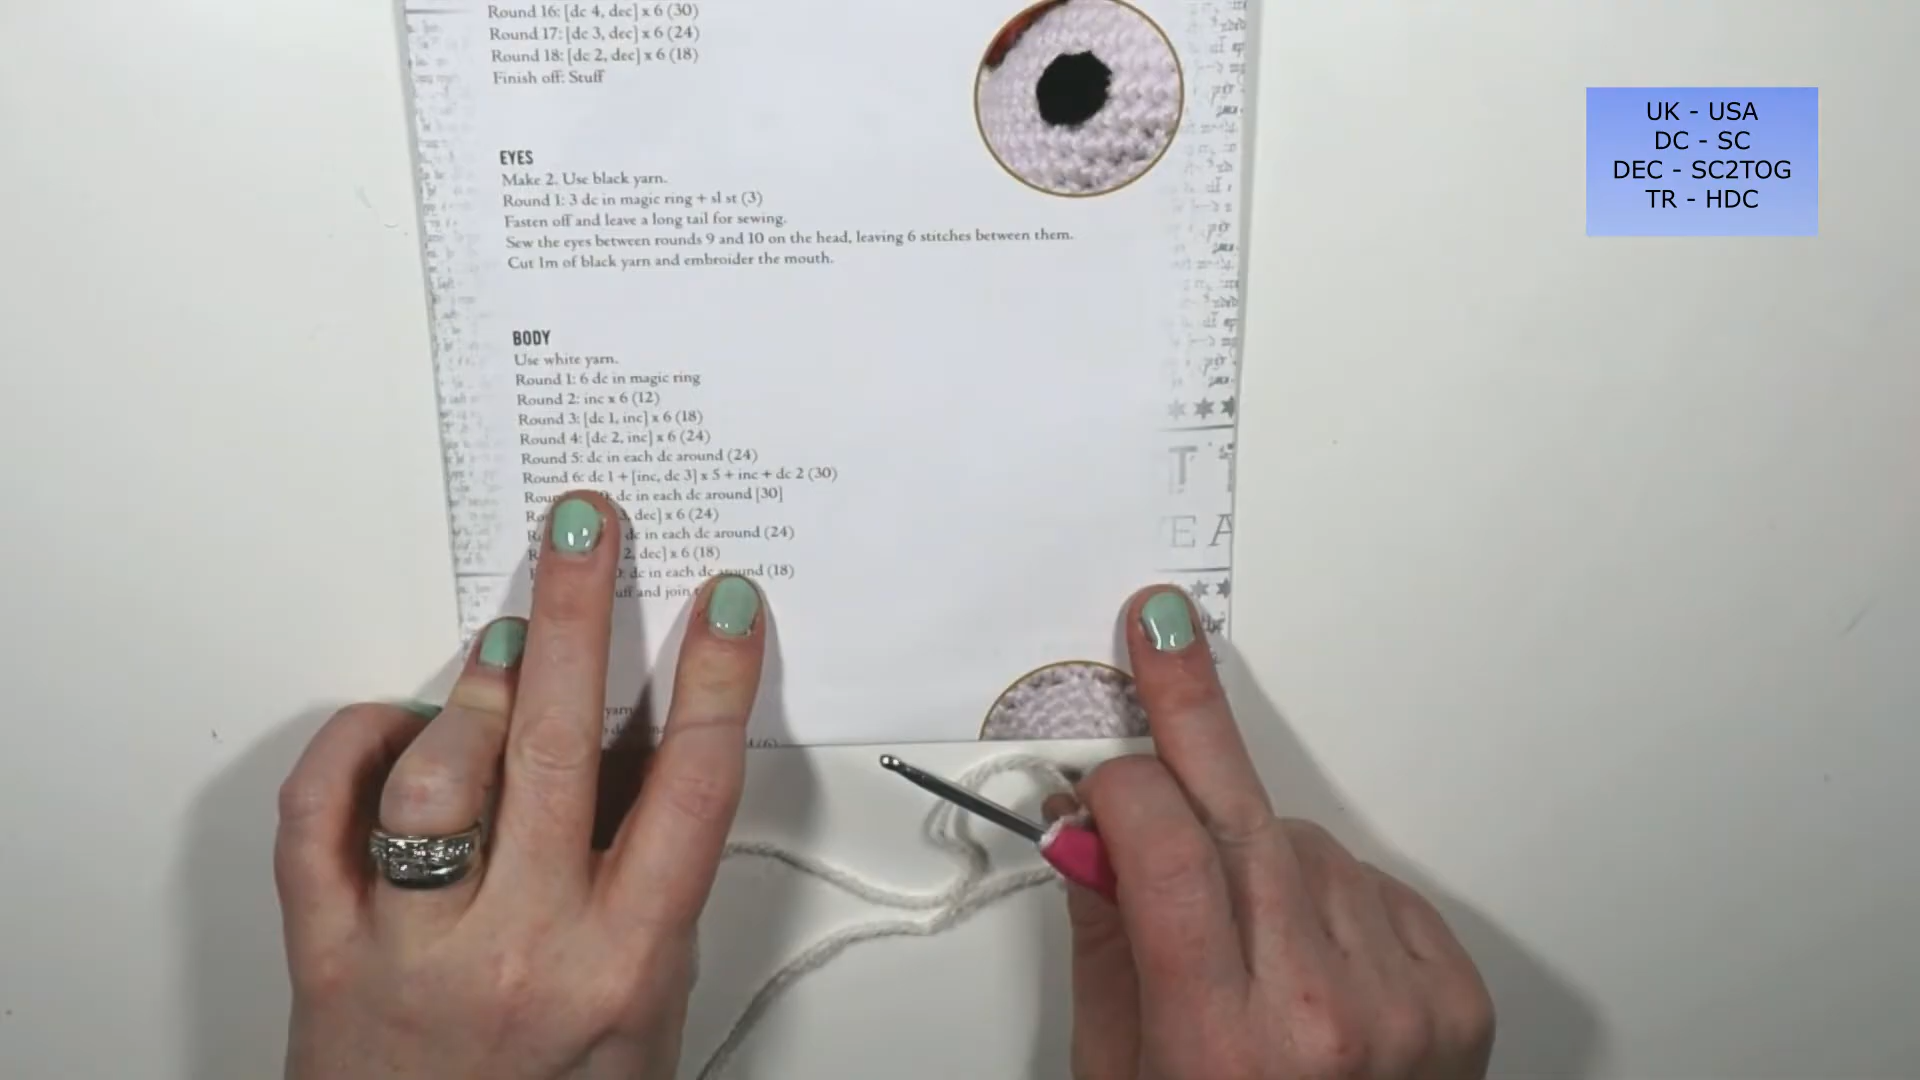 Round 16: [dc 4, dec] x 6 (30)
Round 17: [dc 3, dec] x 6 (24)
Round 18: [dc 2, dec] x 6 (18)
Finish off: Stuff
EYES
Make 2. Use black yarn.
Round 1: 3 dc in magic ring + sl st (3)
Fasten off and leave a long tail for sewing.
Sew the eyes between rounds 9 and 10 on the head, leaving 6 stitches between them.
Cut 1m of black yarn and embroider the mouth.
BODY
Use white yarn.
Round 1: 6 dc in magic ring
Round 2: inc x 6 (12)
Round 3: [dc 1, inc] x 6 (18)
Round 4: [dc 2, inc] x 6 (24)
Round 5: dc in each dc around (24)
Round 6: dc 1 + [inc, dc 3] x 5 + inc + dc 2 (30)
dc in each dc around [30]
3, dec] x 6 (24)
dc in each dc around (24)
2, dec] x 6 (18)
dc in each dc around (18)
and join
yarn
UK - USA
DC - SC
DEC - SC2TOG
TR - HDC